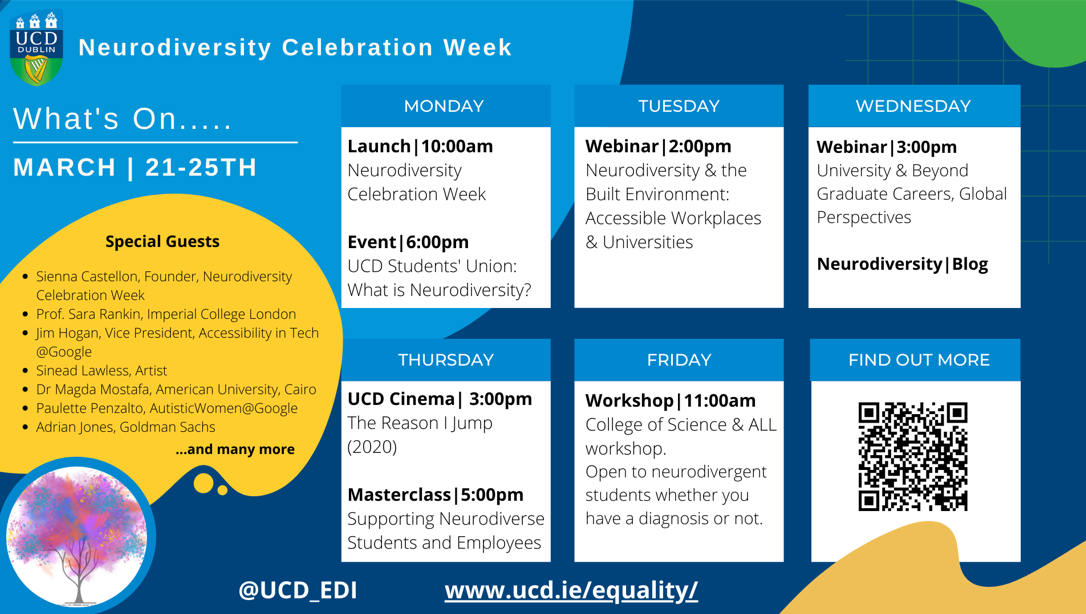 UCD
DUBLIN
Neurodiversity Celebration Week
What's On.....
MARCH | 21-25TH
Special Guests
Sienna Castellon, Founder, Neurodiversity
Celebration Week
Prof. Sara Rankin, Imperial College London
Jim Hogan, Vice President, Accessibility in Tech
@Google
Sinead Lawless, Artist
Dr Magda Mostafa, American University, Cairo
Paulette Penzalto, AutisticWomen@Google
Adrian Jones, Goldman Sachs
...and many more
MONDAY
Launch|10:00am
Neurodiversity
Celebration Week
Event|6:00pm
UCD Students' Union:
What is Neurodiversity?
TUESDAY
Webinar|2:00pm
Neurodiversity & the
Built Environment:
Accessible Workplaces
& Universities
WEDNESDAY
Webinar|3:00pm
University & Beyond
Graduate Careers, Global
Perspectives
Neurodiversity|Blog
THURSDAY
UCD Cinema| 3:00pm
The Reason I Jump
(2020)
Masterclass|5:00pm
Supporting Neurodiverse
Students and Employees
FRIDAY
Workshop|11:00am
College of Science & ALL
workshop.
Open to neurodivergent
students whether you
have a diagnosis or not.
FIND OUT MORE
@UCD_EDI
www.ucd.ie/equality/